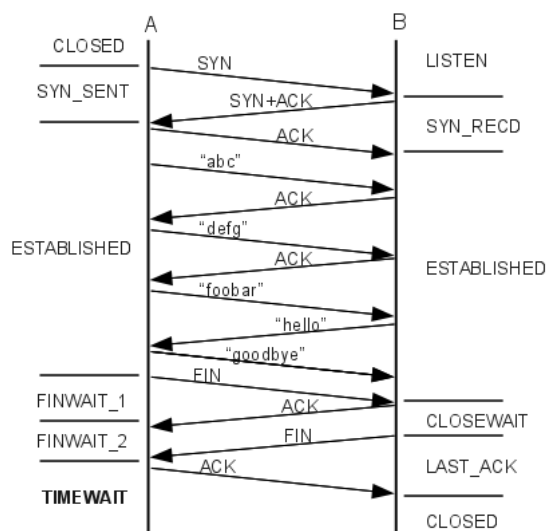 A
B
CLOSED
LISTEN
SYN
SYN_SENT
SYN+ACK
SYN_RECD
ACK
“abc”
ACK
“defg”
ESTABLISHED
ACK
ESTABLISHED
“foobar”
“hello”
“goodbye”
FIN
FINWAIT_1
ACK
CLOSEWAIT
FINWAIT_2
FIN
ACK
LAST_ACK
TIMEWAIT
CLOSED